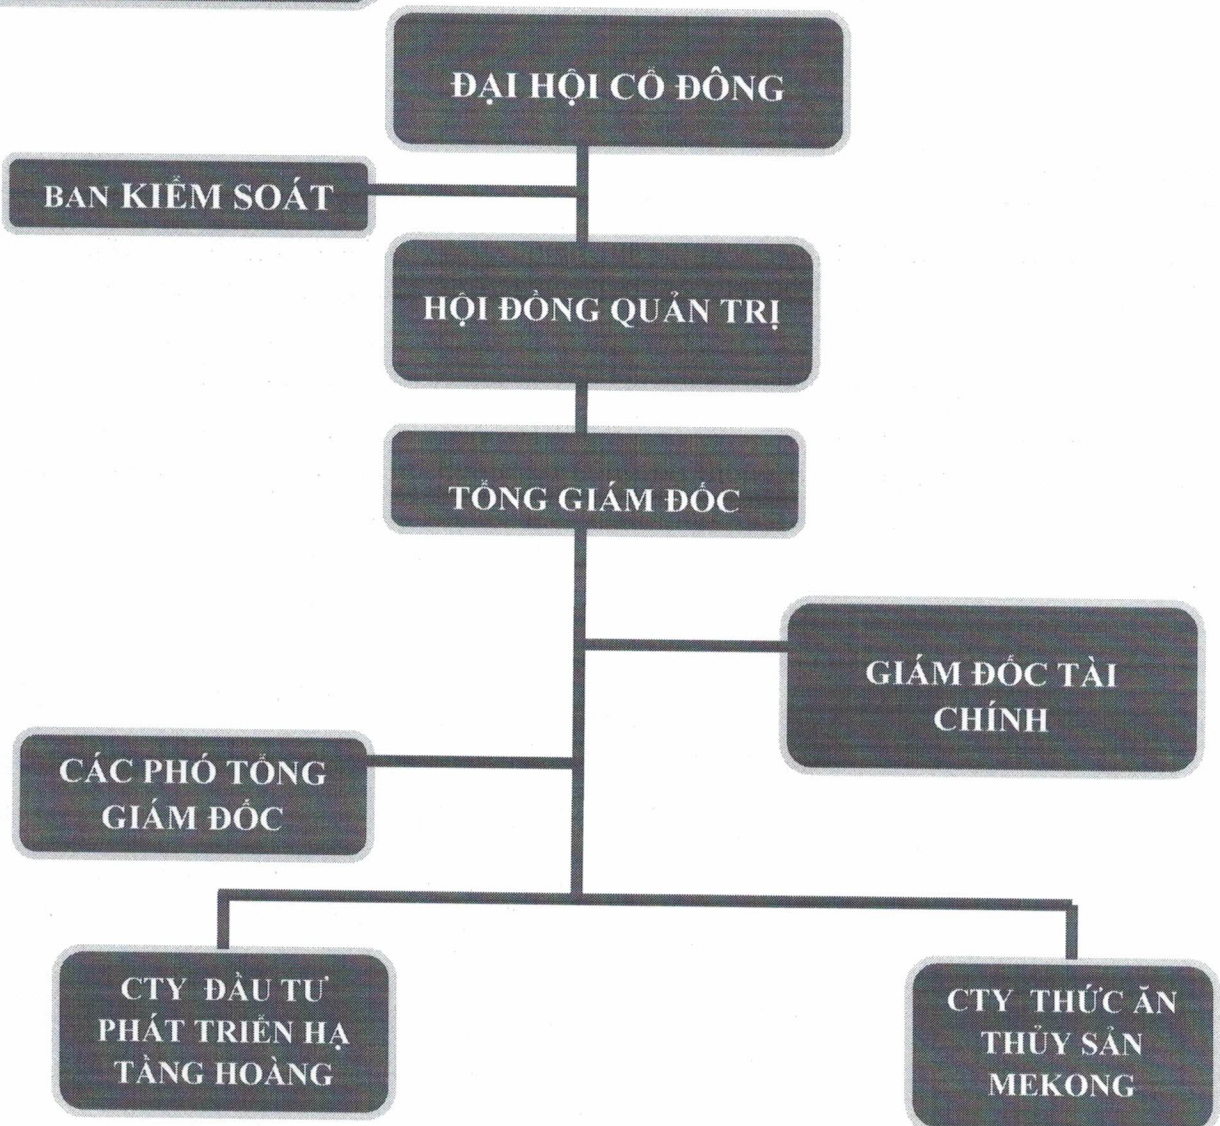 ĐẠI HỘI CỔ ĐÔNG
BAN KIỂM SOÁT
HỘI ĐỒNG QUẢN TRỊ
TỔNG GIÁM ĐỐC
GIÁM ĐỐC TÀI
CHÍNH
CÁC PHÓ TỔNG
GIÁM ĐỐC
CTY ĐẦU TƯ
PHÁT TRIỂN HẠ
TẦNG HOÀNG
CTY THỨC ĂN
THỦY SẢN
MEKONG